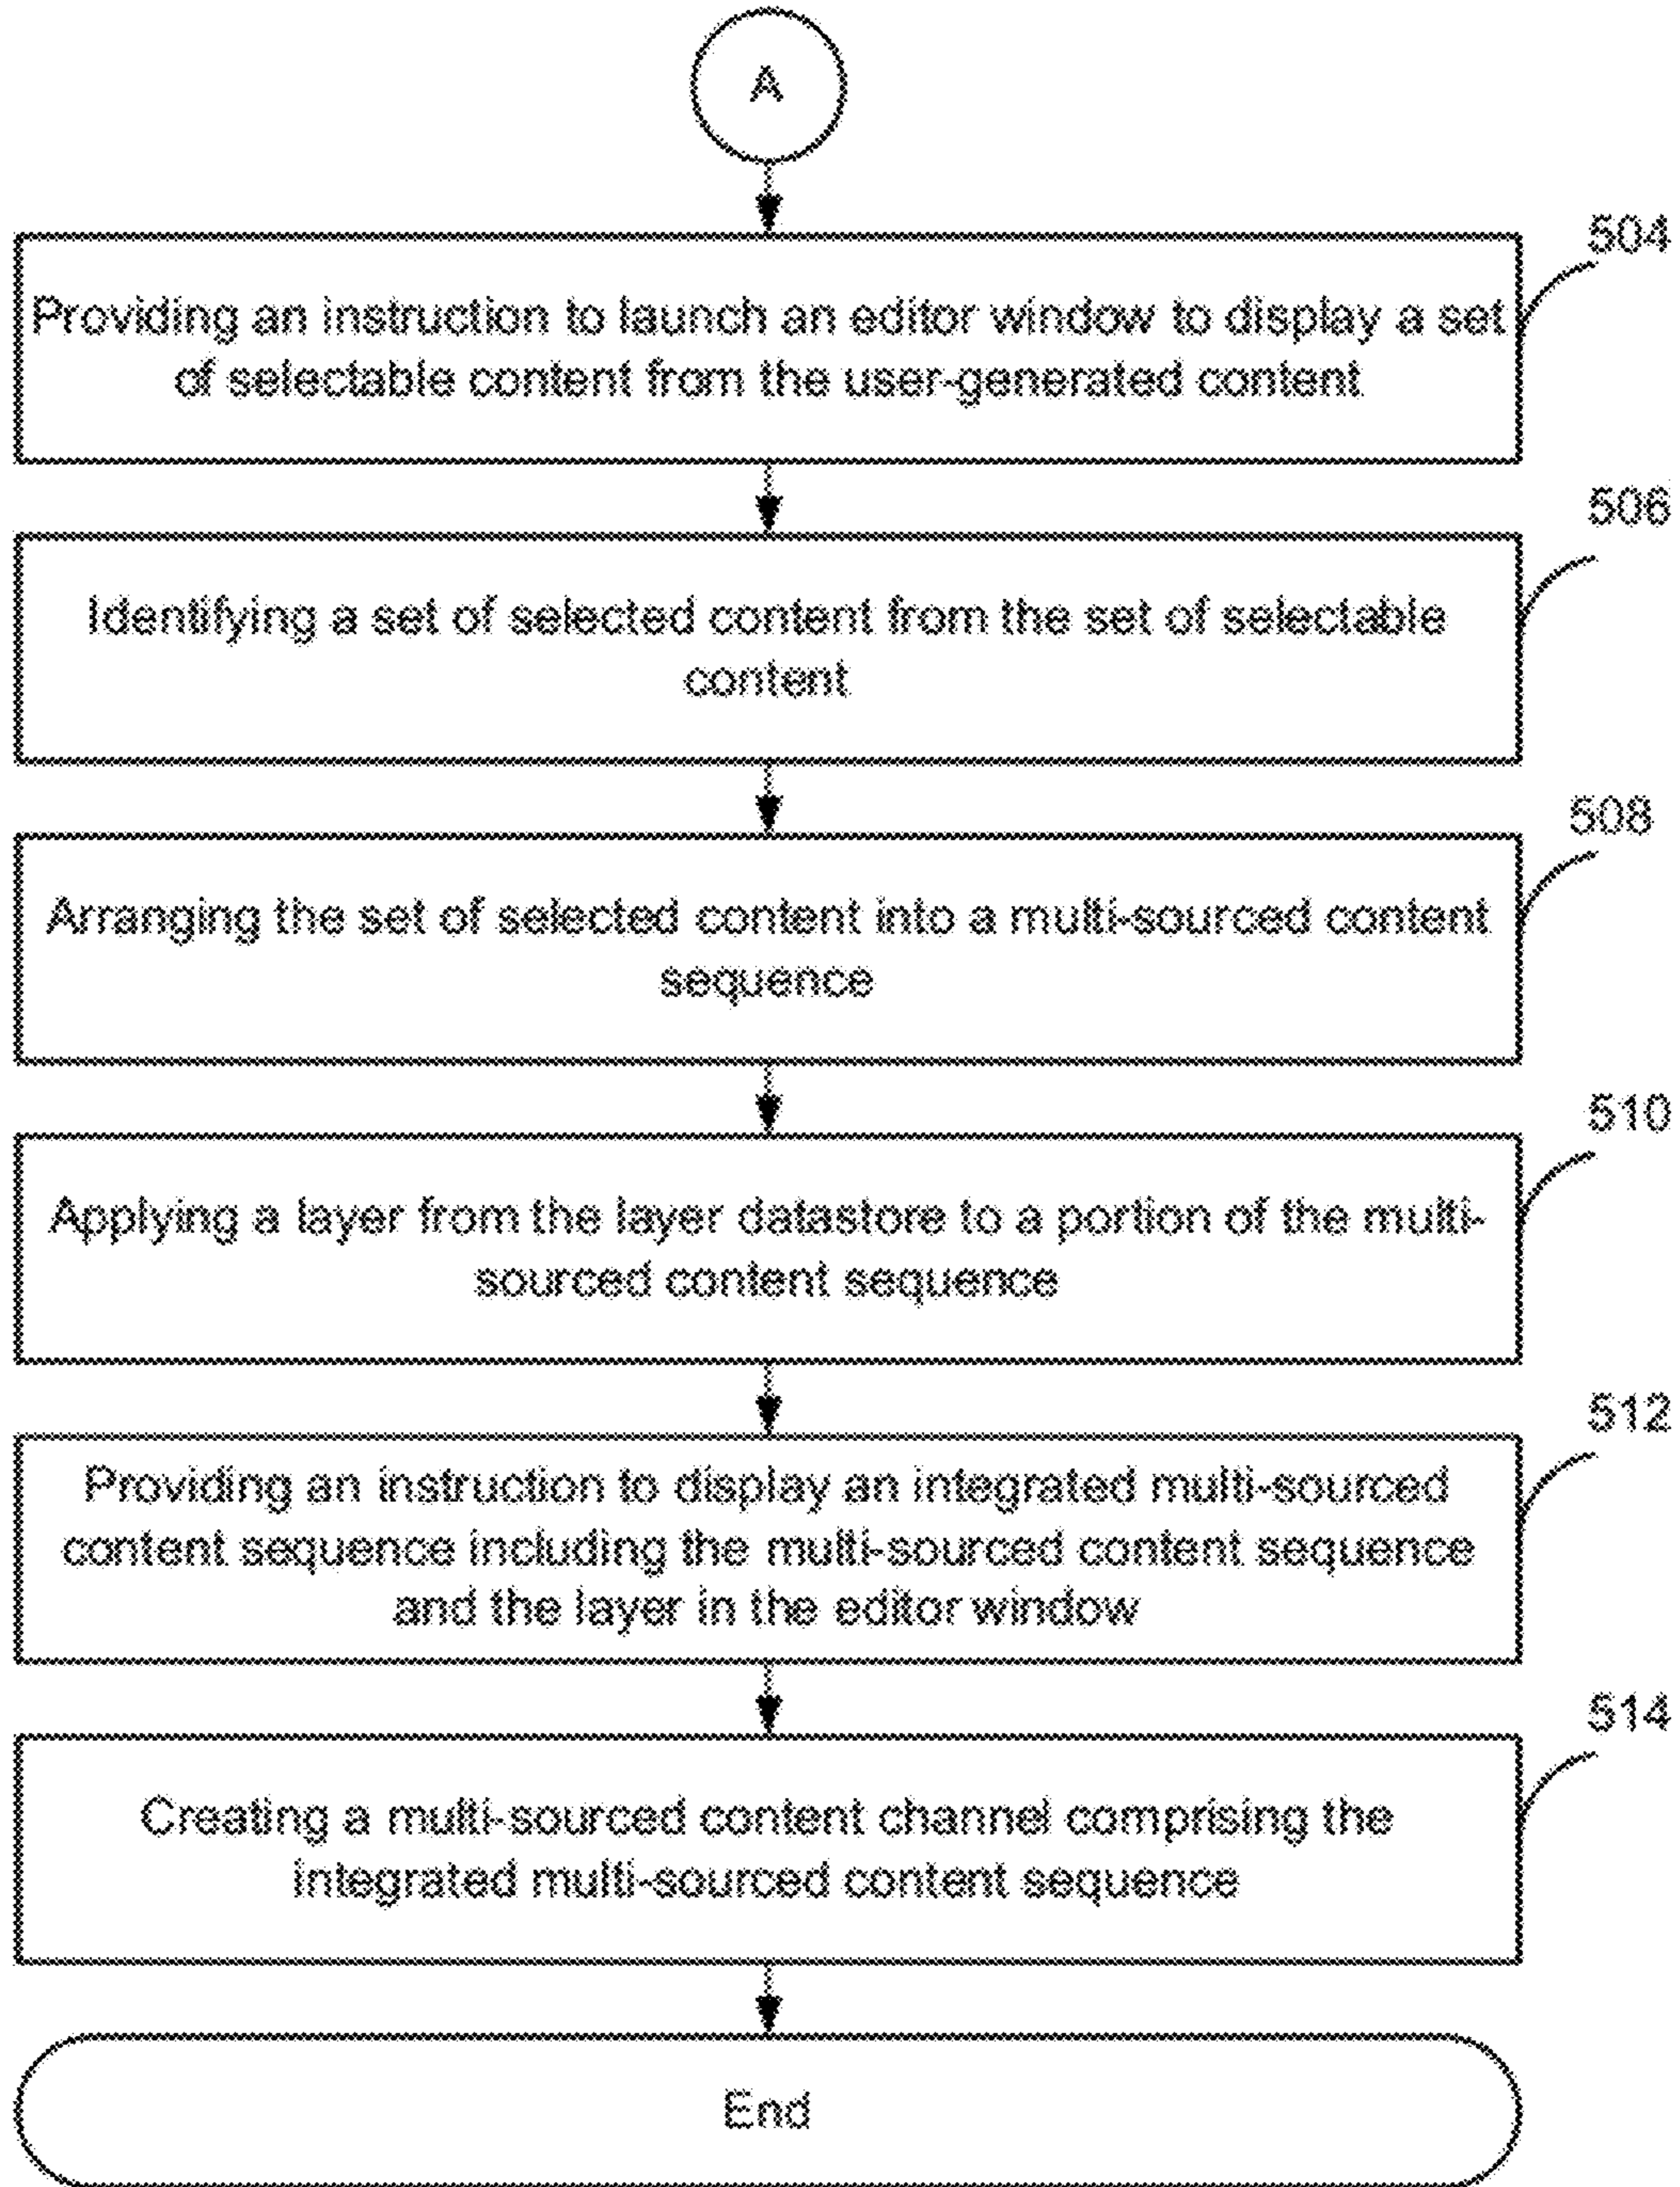 A
504
Providing an instruction to launch an editor window to display a set
of selectable content from the user-generated content
506
Identifying a set of selected content from the set of selectable
content
508
Arranging the set of selected content into a multi-sourced content
sequence
510
Applying a layer from the layer datastore to a portion of the multi-
sourced content sequence
512
Providing an instruction to display an integrated multi-sourced
content sequence including the multi-sourced content sequence
and the layer in the editor window
514
Creating a multi-sourced content channel comprising the
integrated multi-sourced content sequence
End